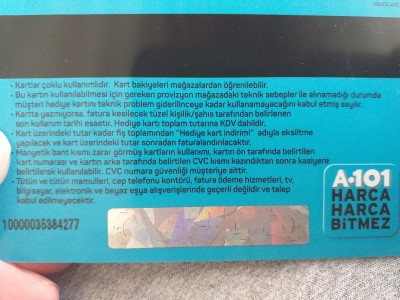 • Kartlar çoklu kullanımlıdır. Kart bakiyeleri mağazalardan öğrenilebilir.
• Bu kartın kullanılabilmesi için gereken provizyon mağazadaki teknik sebepler ile alınamadığı durumda
müşteri hediye kartını teknik problem giderilinceye kadar kullanamayacağını kabul etmiş sayılır.
• Kartta yazmıyorsa, fatura kesilecek tüzel kişilik/şahıs tarafından belirlenen
son kullanım tarihi esastır. Hediye kartı toplam tutarına KDV dahildir.
• Kart üzerindeki tutar kadar fiş toplamından "Hediye kart indirimi" adıyla eksiltme
yapılacak ve kart üzerindeki tutar sonradan faturalandırılacaktır.
• Manyetik bant kısmı zarar görmüş kartların kullanımı, kartın ön tarafında belirtilen
kart numarası ve kartın arka tarafında belirtilen CVC kısmı kazındıktan sonra kasiyere
belirtilerek kullanılabilir. CVC numara güvenliği müşteriye aittir.
• Tütün ve tütün mamulleri, cep telefonu kontörü, fatura ödeme hizmetleri, tv,
bilgisayar, elektronik ve beyaz eşya alışverişlerinde geçerli değildir ve talep
kabul edilmeyecektir.
10000035384277
A101
HARCA
HARCA
BiTMEZ